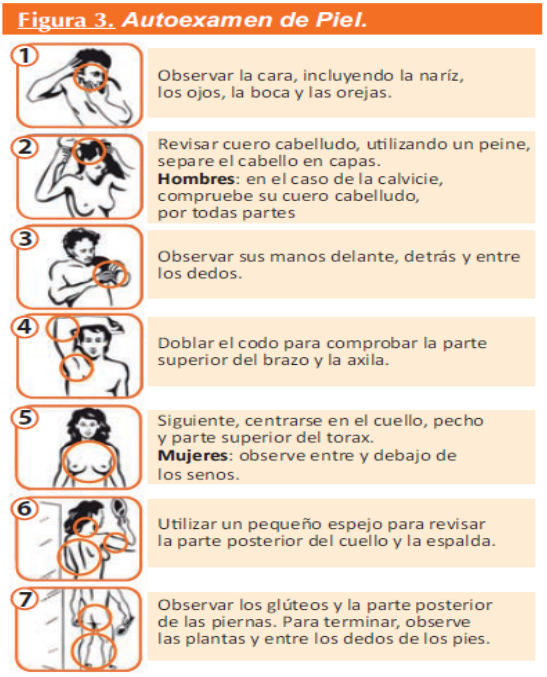 Figura 3. Autoexamen de Piel.
1
Observar la cara, incluyendo la naríz,
los ojos, la boca y las orejas.
2
Revisar cuero cabelludo, utilizando un peine,
separe el cabello en capas.
Hombres: en el caso de la calvicie,
compruebe su cuero cabelludo,
por todas partes
3
Observar sus manos delante, detrás y entre
los dedos.
4
Doblar el codo para comprobar la parte
superior del brazo y la axila.
5
Siguiente, centrarse en el cuello, pecho
y parte superior del torax.
Mujeres: observe entre y debajo de
los senos.
6
Utilizar un pequeño espejo para revisar
la parte posterior del cuello y la espalda.
7
Observar los glúteos y la parte posterior
de las piernas. Para terminar, observe
las plantas y entre los dedos de los pies.